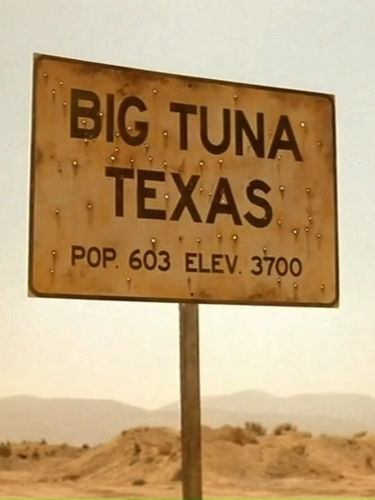 BIG TUNA
TEXAS
POP. 603 ELEV. 3700